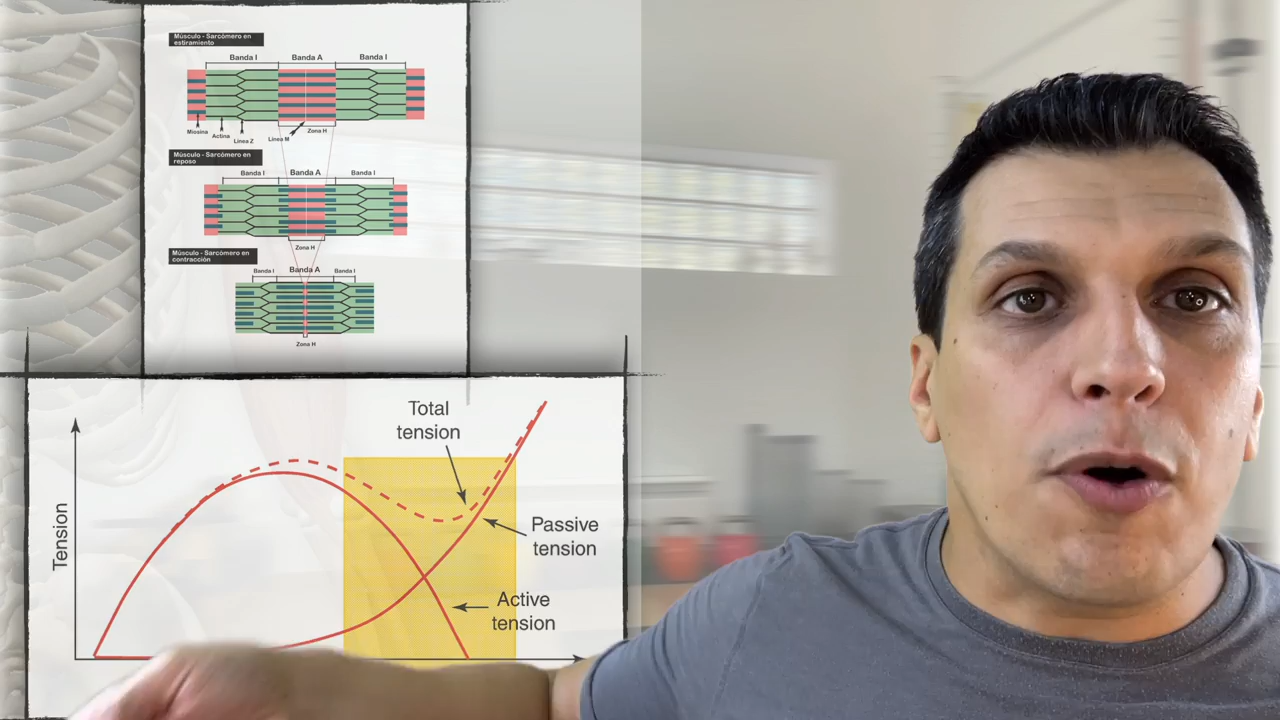 Músculo - Sarcómero en
estiramiento
Banda I
Banda A
Banda I
Miosina
Actina
Línea Z
Línea M
Zona H
Músculo - Sarcómero en
reposo
Banda I
Banda A
Banda I
Zona H
Músculo - Sarcómero en
contracción
Banda I
Banda A
Banda I
Zona H
Total
tension
Tension
Passive
tension
Active
tension